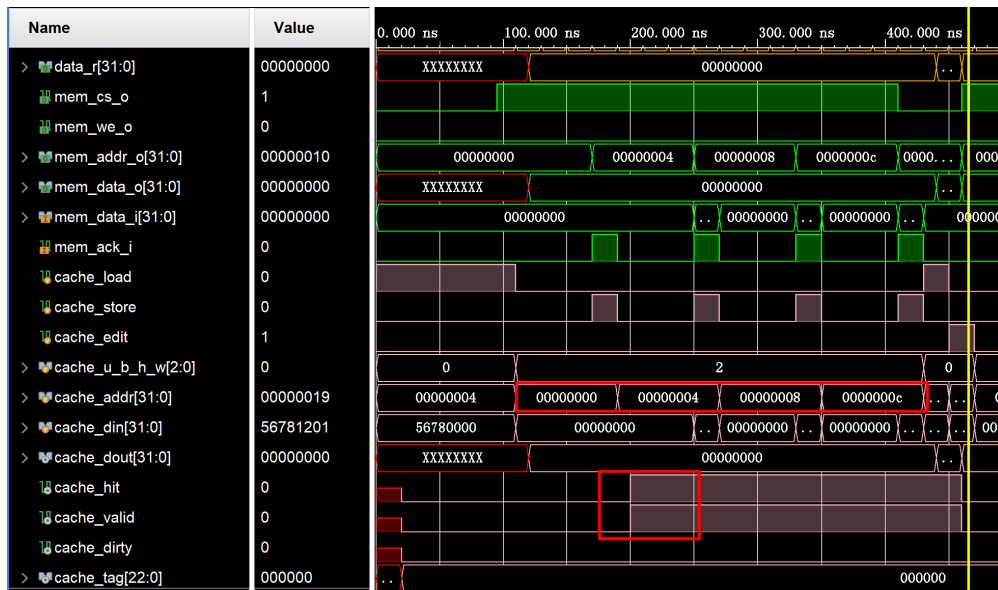 Name Value
0.000 ns 100.000 ns 200.000 ns 300.000 ns 400.000 ns
data_r[31:0] 00000000 XXXXXXXX 00000000 ..
mem_cs_o 1
mem_we_o 0
mem_addr_o[31:0] 00000010 00000000 00000004 00000008 0000000c 0000... 000
mem_data_o[31:0] 00000000 XXXXXXXX 00000000 ..
mem_data_i[31:0] 00000000 00000000 .. 00000000 .. 00000000 .. 00000
mem_ack_i 0
cache_load 0
cache_store 0
cache_edit 1
cache_u_b_h_w[2:0] 0 0 2 0
cache_addr[31:0] 00000019 00000004 00000000 00000004 00000008 0000000c .. .. 0
cache_din[31:0] 56781201 56780000 00000000 .. 00000000 .. 00000000 .. .. .. 00
cache_dout[31:0] 00000000 XXXXXXXX 00000000 ..
cache_hit 0
cache_valid 0
cache_dirty 0
cache_tag[22:0] 000000 .. 000000